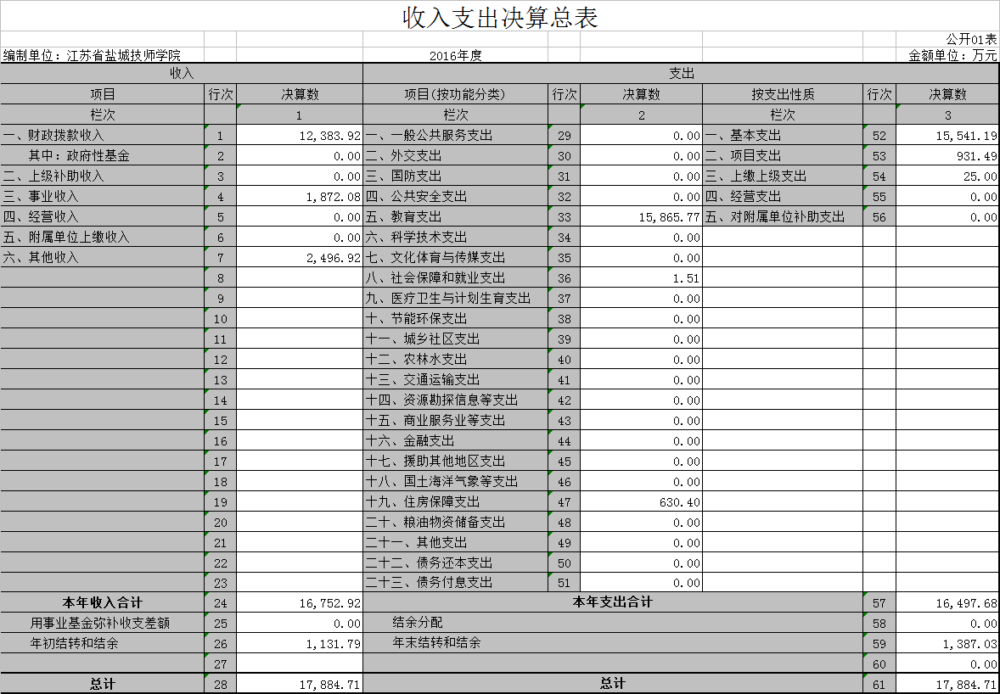 收入支出决算总表
公开01表
编制单位：江苏省盐城技师学院 2016年度 金额单位：万元
收入 支出
项目 行次 决算数 项目(按功能分类) 行次 决算数 按支出性质 行次 决算数
栏次 1 栏次 2 栏次 3
一、财政拨款收入 1 12,383.92 一、一般公共服务支出 29 0.00 一、基本支出 52 15,541.19
其中：政府性基金 2 0.00 二、外交支出 30 0.00 二、项目支出 53 931.49
二、上级补助收入 3 0.00 三、国防支出 31 0.00 三、上缴上级支出 54 25.00
三、事业收入 4 1,872.08 四、公共安全支出 32 0.00 四、经营支出 55 0.00
四、经营收入 5 0.00 五、教育支出 33 15,865.77 五、对附属单位补助支出 56 0.00
五、附属单位上缴收入 6 0.00 六、科学技术支出 34 0.00
六、其他收入 7 2,496.92 七、文化体育与传媒支出 35 0.00
8 八、社会保障和就业支出 36 1.51
9 九、医疗卫生与计划生育支出 37 0.00
10 十、节能环保支出 38 0.00
11 十一、城乡社区支出 39 0.00
12 十二、农林水支出 40 0.00
13 十三、交通运输支出 41 0.00
14 十四、资源勘探信息等支出 42 0.00
15 十五、商业服务业等支出 43 0.00
16 十六、金融支出 44 0.00
17 十七、援助其他地区支出 45 0.00
18 十八、国土海洋气象等支出 46 0.00
19 十九、住房保障支出 47 630.40
20 二十、粮油物资储备支出 48 0.00
21 二十一、其他支出 49 0.00
22 二十二、债务还本支出 50 0.00
23 二十三、债务付息支出 51 0.00
本年收入合计 24 16,752.92 本年支出合计 57 16,497.68
用事业基金弥补收支差额 25 0.00 结余分配 58 0.00
年初结转和结余 26 1,131.79 年末结转和结余 59 1,387.03
27 60 0.00
总计 28 17,884.71 总计 61 17,884.71